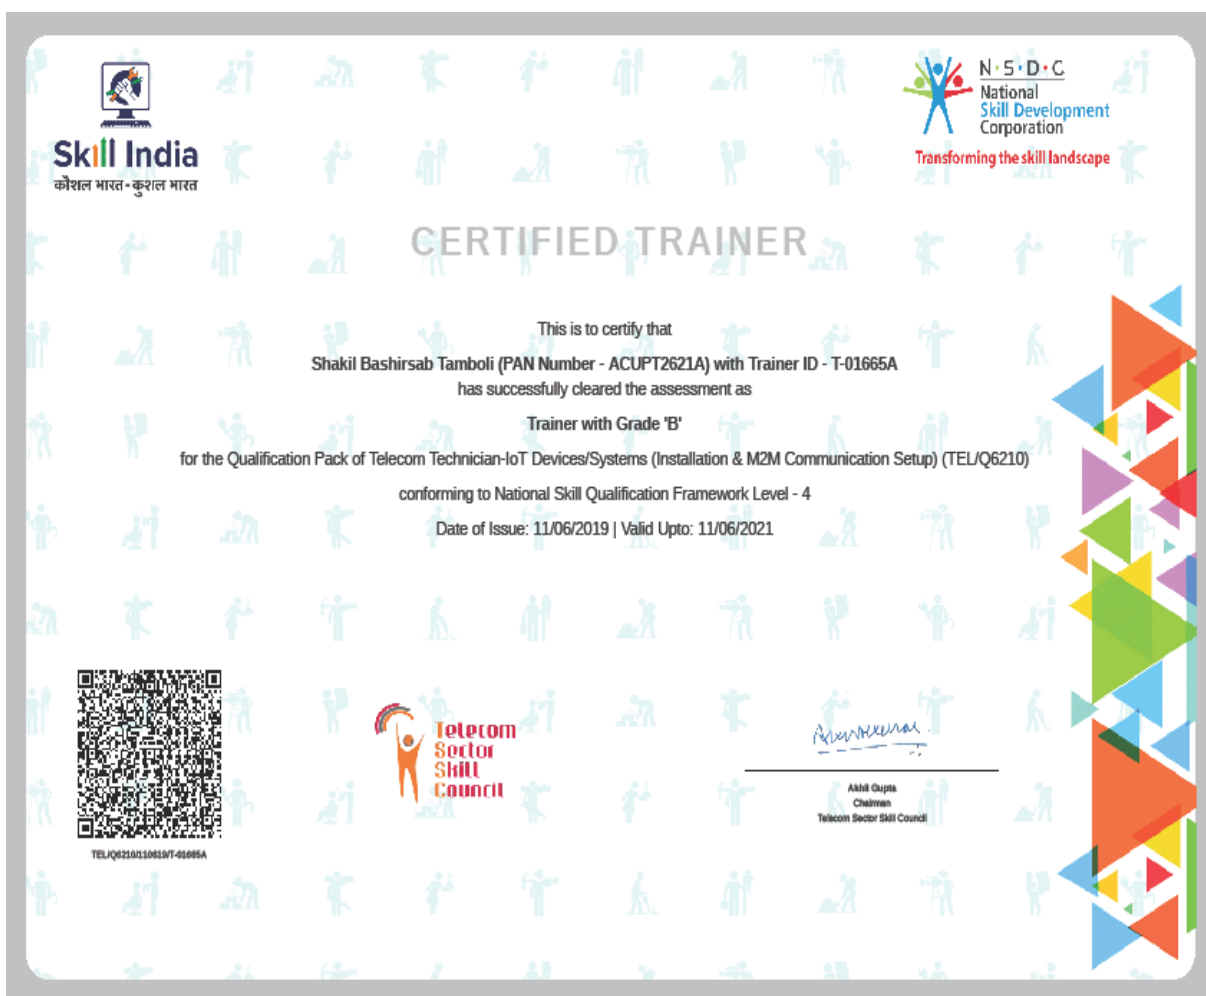 Skill India
कौशल भारत - कुशल भारत
N·S·D·C
National
Skill Development
Corporation
Transforming the skill landscape
CERTIFIED TRAINER
This is to certify that
Shakil Bashirsab Tamboli (PAN Number - ACUPT2621A) with Trainer ID - T-01665A
has successfully cleared the assessment as
Trainer with Grade 'B'
for the Qualification Pack of Telecom Technician-IoT Devices/Systems (Installation & M2M Communication Setup) (TEL/Q6210)
conforming to National Skill Qualification Framework Level - 4
Date of Issue: 11/06/2019 | Valid Upto: 11/06/2021
TEL/Q6210/110619/T-01665A
Telecom
Sector
Skill
Council
Akhil Gupta
Chairman
Telecom Sector Skill Council